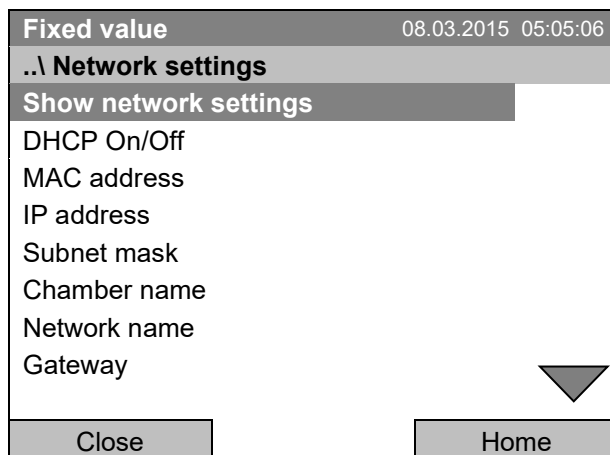 Fixed value 08.03.2015 05:05:06
..\ Network settings
Show network settings
DHCP On/Off
MAC address
IP address
Subnet mask
Chamber name
Network name
Gateway
Close Home